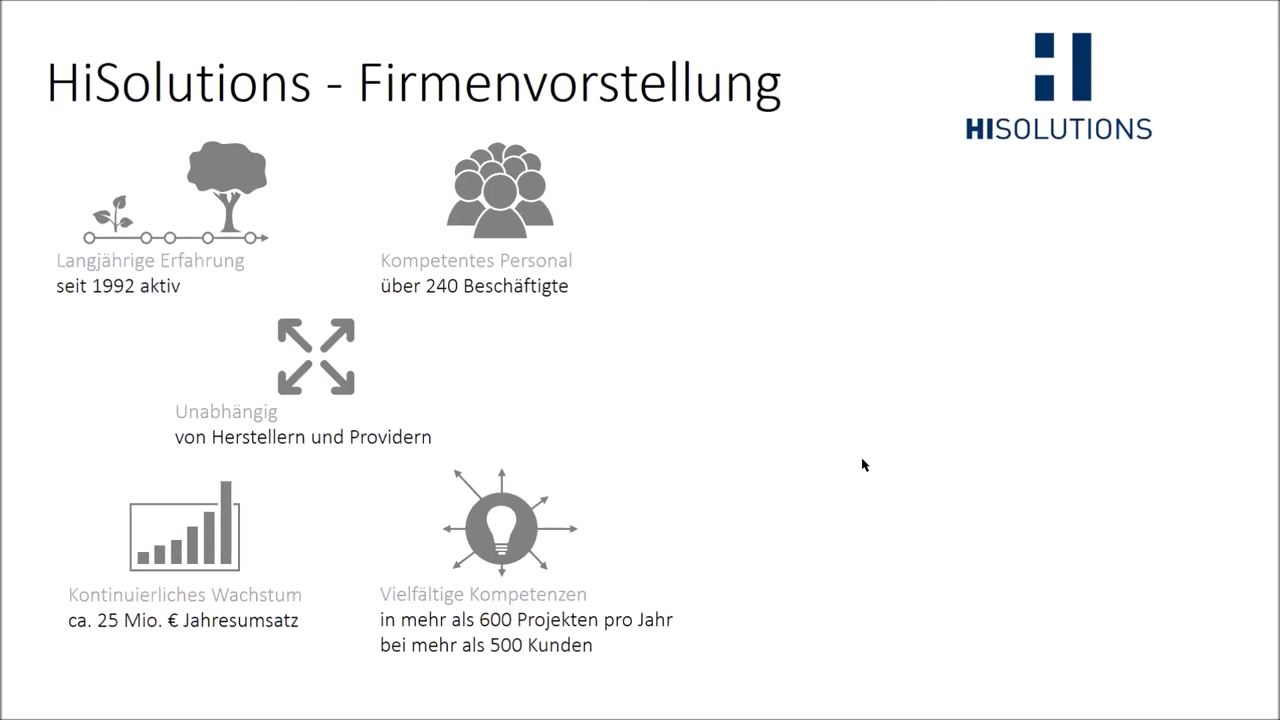 HiSolutions - Firmenvorstellung
HISOLUTIONS
Langjährige Erfahrung
seit 1992 aktiv
Kompetentes Personal
über 240 Beschäftigte
Unabhängig
von Herstellern und Providern
Kontinuierliches Wachstum
ca. 25 Mio. € Jahresumsatz
Vielfältige Kompetenzen
in mehr als 600 Projekten pro Jahr
bei mehr als 500 Kunden